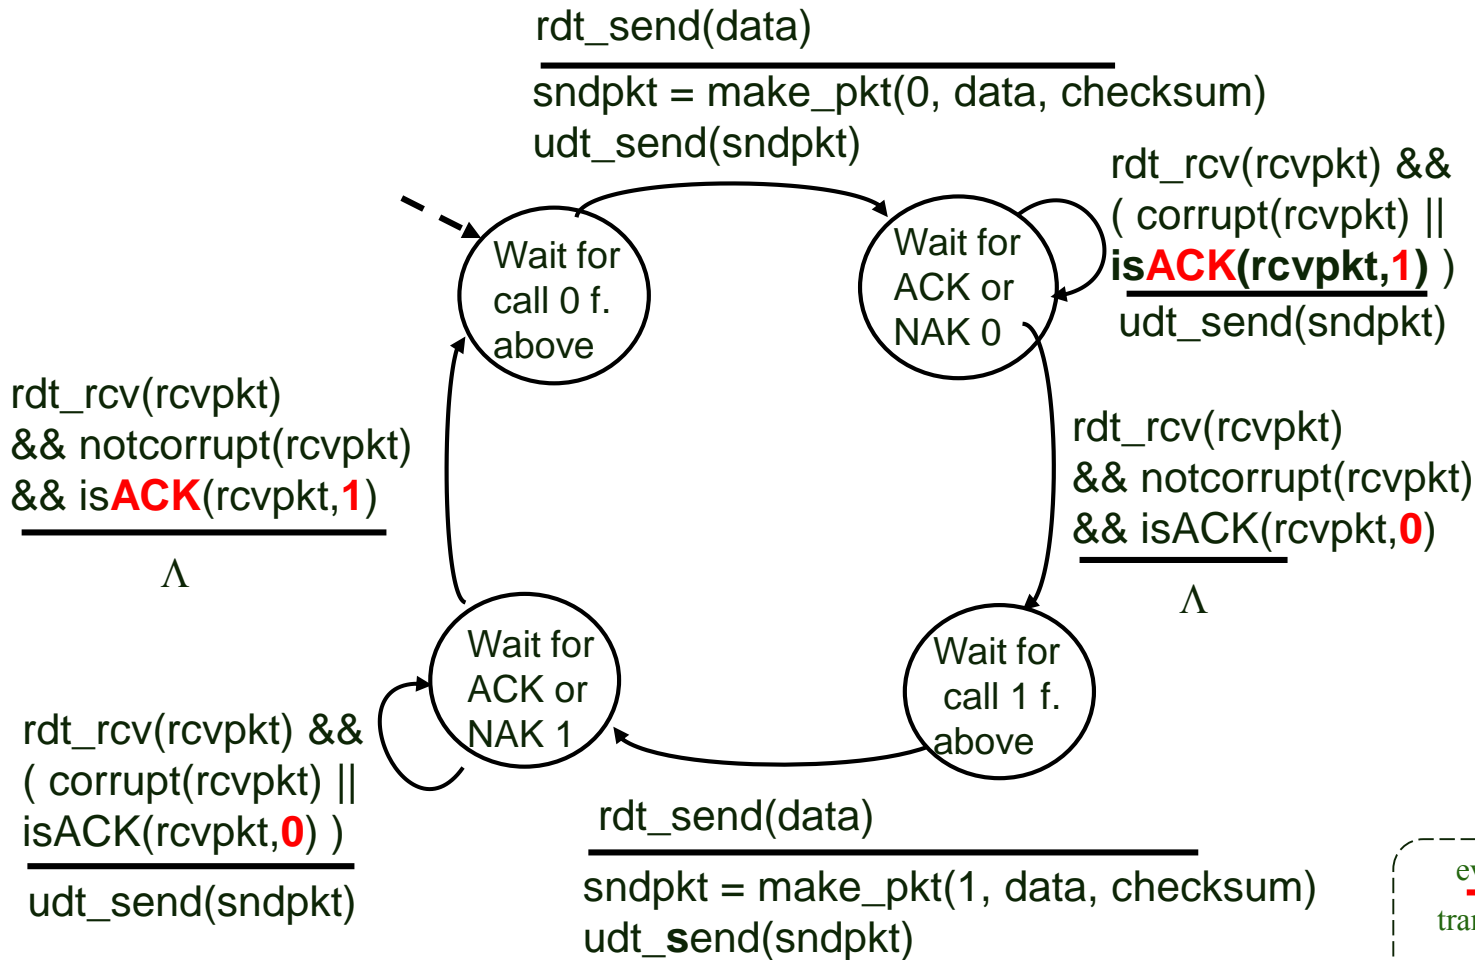 rdt_send(data)
sndpkt = make_pkt(0, data, checksum)
udt_send(sndpkt)
rdt_rcv(rcvpkt) &&
( corrupt(rcvpkt) ||
isACK(rcvpkt,1) )
udt_send(sndpkt)
Wait for
call 0 f.
above
Wait for
ACK or
NAK 0
rdt_rcv(rcvpkt)
&& notcorrupt(rcvpkt)
&& isACK(rcvpkt,1)
Λ
rdt_rcv(rcvpkt)
&& notcorrupt(rcvpkt)
&& isACK(rcvpkt,0)
Λ
Wait for
ACK or
NAK 1
Wait for
call 1 f.
above
rdt_rcv(rcvpkt) &&
( corrupt(rcvpkt) ||
isACK(rcvpkt,0) )
udt_send(sndpkt)
rdt_send(data)
sndpkt = make_pkt(1, data, checksum)
udt_send(sndpkt)